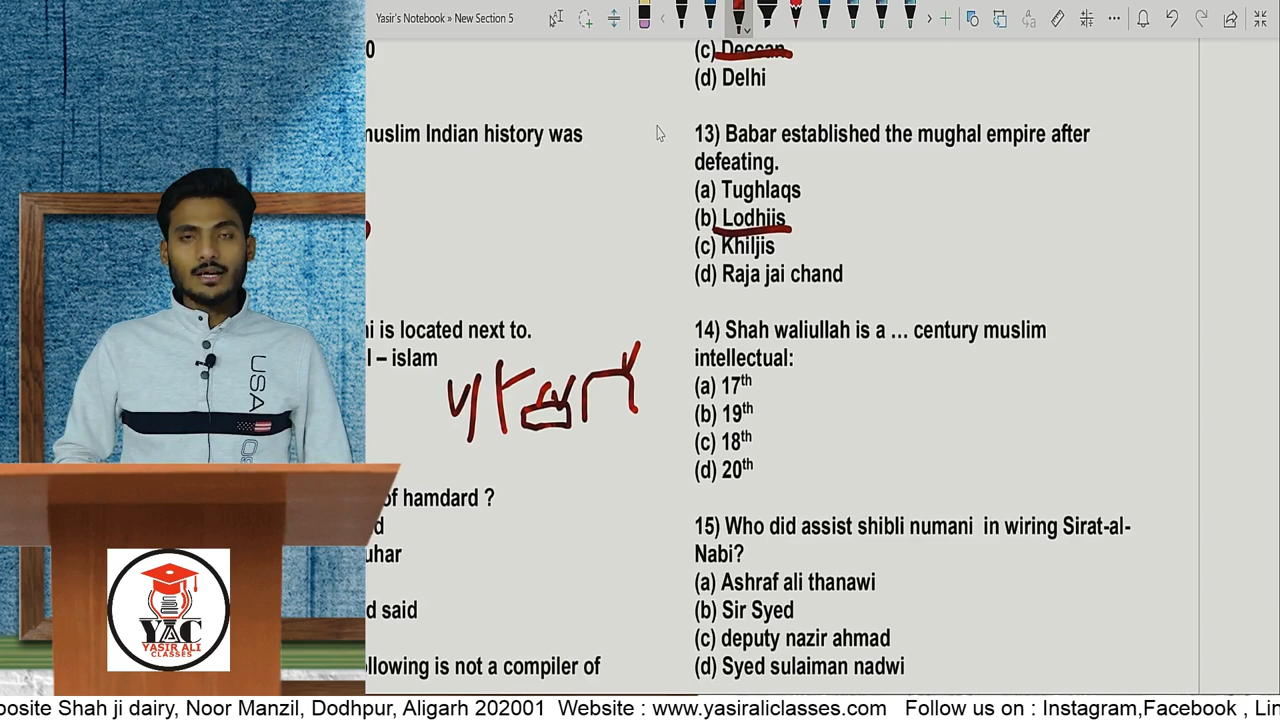 Yasir's Notebook » New Section 5
0
muslim Indian history was
is located next to.
– islam
of hamdard ?
uhar
d said
ollowing is not a compiler of
(c) Deccan
(d) Delhi
13) Babar established the mughal empire after
defeating.
(a) Tughlaqs
(b) Lodhiis
(c) Khiljis
(d) Raja jai chand
14) Shah waliullah is a … century muslim
intellectual:
(a) 17th
(b) 19th
(c) 18th
(d) 20th
15) Who did assist shibli numani in wiring Sirat-al-
Nabi?
(a) Ashraf ali thanawi
(b) Sir Syed
(c) deputy nazir ahmad
(d) Syed sulaiman nadwi
USA
YAC
YASIR ALI
CLASSES
posite Shah ji dairy, Noor Manzil, Dodhpur, Aligarh 202001 Website : www.yasiraliclasses.com Follow us on : Instagram,Facebook , Lin